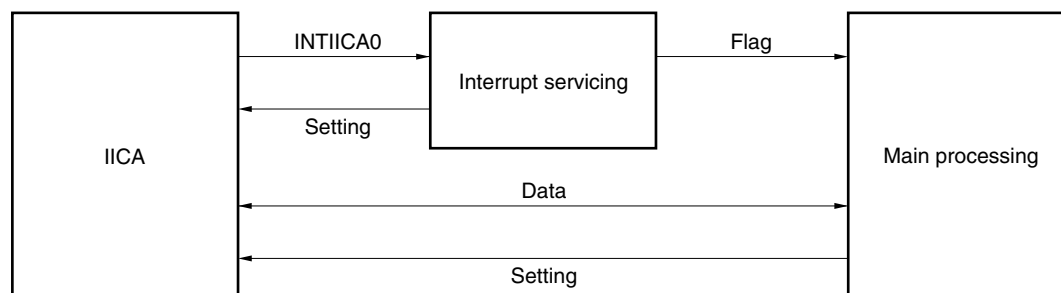 INTIICA0
Flag
Interrupt servicing
Setting
IICA
Main processing
Data
Setting